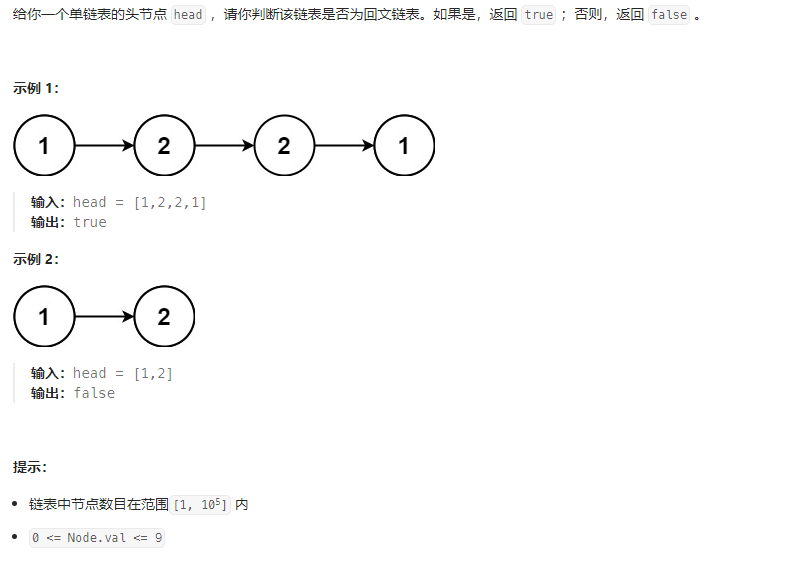 给你一个单链表的头节点 head ，请你判断该链表是否为回文链表。如果是，返回 true ；否则，返回 false 。
示例 1：
1 2 2 1
输入：head = [1,2,2,1]
输出：true
示例 2：
1 2
输入：head = [1,2]
输出：false
提示：
• 链表中节点数目在范围[1, 10⁵] 内
• 0 <= Node.val <= 9